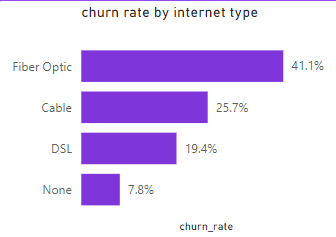 churn rate by internet type
Fiber Optic 41.1%
Cable 25.7%
DSL 19.4%
None 7.8%
churn_rate